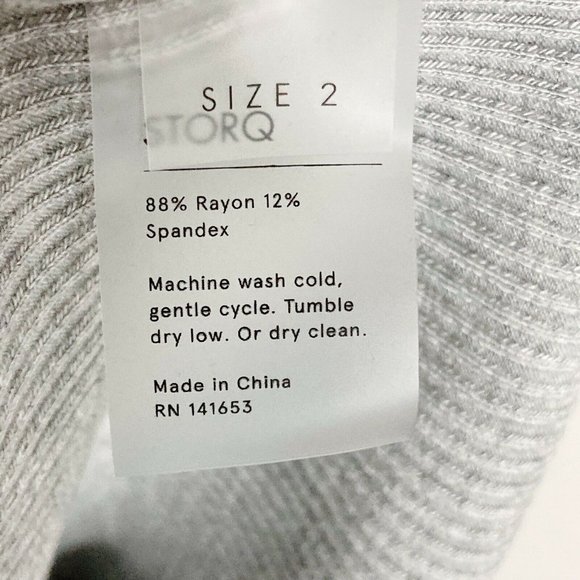 SIZE 2
STORQ
88% Rayon 12%
Spandex
Machine wash cold,
gentle cycle. Tumble
dry low. Or dry clean.
Made in China
RN 141653